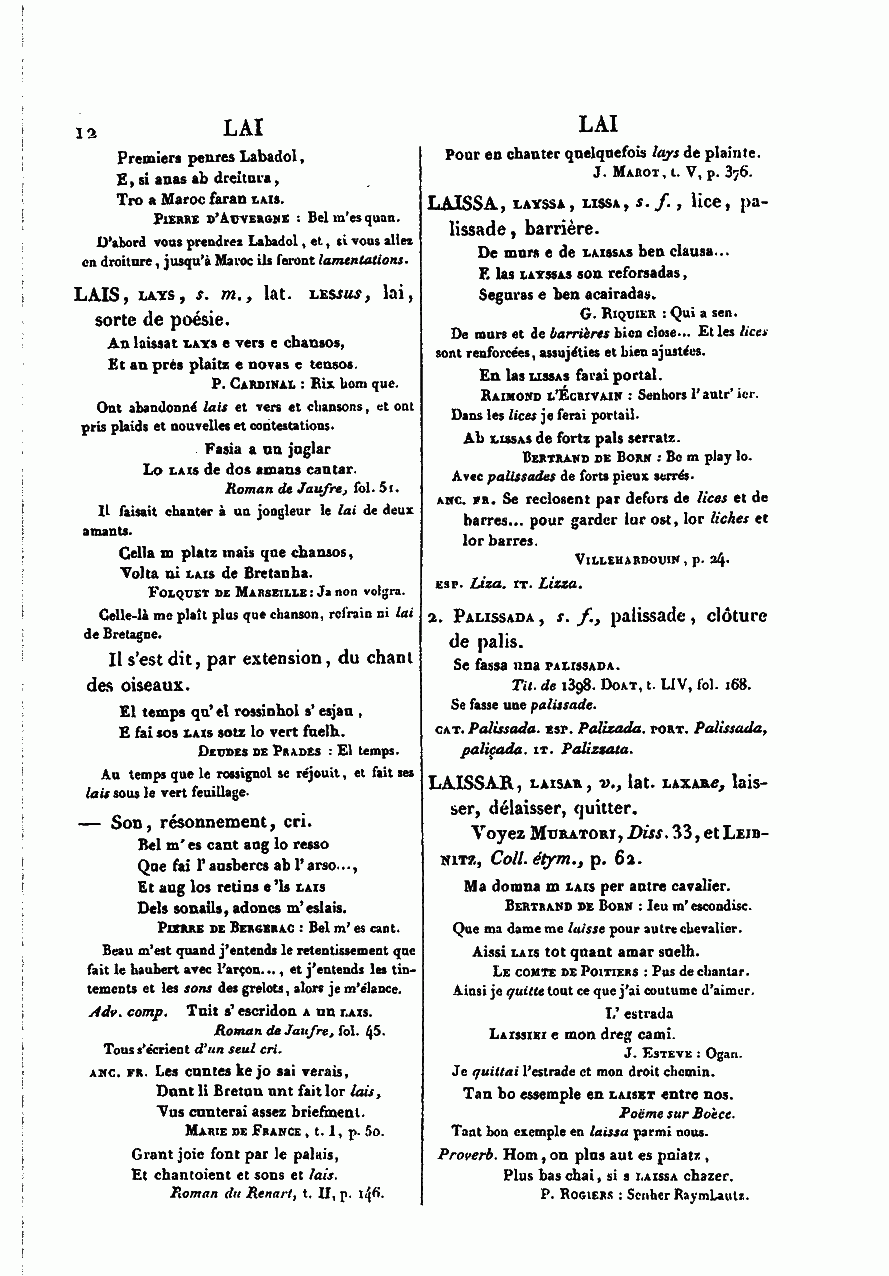 12
LAI
Premiers penres Labadol,
E, si anas ab dreitura,
Tro a Maroc faran LAIS.
PIERRE D'AUVERGNE : Bel m'es quan.
D'abord vous prendrez Labadol, et, si vous allez
en droiture, jusqu'à Maroc ils feront lamentations.
LAIS, LAYS, s. m., lat. LESSUS, lai,
sorte de poésie.
An laissat LAYS e vers e chansos,
Et an prés plaitz e novas e tensos.
P. CARDINAL : Rix hom que.
Ont abandonné lais et vers et chansons, et ont
pris plaids et nouvelles et contestations.
Fasia a un joglar
Lo LAIS de dos amans cantar.
Roman de Jaufre, fol. 51.
Il faisait chanter à un jongleur le lai de deux
amants.
Cella m platz mais que chansos,
Volta ni LAIS de Bretanha.
FOLQUET DE MARSEILLE : Ja non volgra.
Celle-là me plaît plus que chanson, refrain ni lai
de Bretagne.
Il s'est dit, par extension, du chant
des oiseaux.
El temps qu'el rossinhol s'esjau,
E fai sos LAIS sotz lo vert fuelh.
DEUDES DE PRADES : El temps.
Au temps que le rossignol se réjouit, et fait ses
lais sous le vert feuillage.
— Son, résonnement, cri.
Bel m'es cant aug lo resso
Que fai l'ausbercs ab l'arso...,
Et aug los retins e'ls LAIS
Dels sonails, adoncs m'eslais.
PIERRE DE BERGERAC : Bel m'es cant.
Beau m'est quand j'entends le retentissement que
fait le haubert avec l'arçon..., et j'entends les tin-
tements et les sons des grelots, alors je m'élance.
Adv. comp. Tuit s'escridon A un LAIS.
Roman de Jaufre, fol. 45.
Tous s'écrient d'un seul cri.
ANC. FR. Les cuntes ke jo sai verais,
Dunt li Bretun unt fait lor lais,
Vus cunterai assez briefment.
MARIE DE FRANCE, t. I, p. 50.
Grant joie font par le palais,
Et chantoient et sons et lais.
Roman du Renart, t. II, p. 146.
LAI
Pour en chanter quelquefois lays de plainte.
J. MAROT, t. V, p. 376.
LAISSA, LAYSSA, LISSA, s. f., lice, pa-
lissade, barrière.
De murs e de LAISSAS ben clausa...
E las LAYSSAS son reforsadas,
Seguras e ben acairadas.
G. RIQUIER : Qui a sen.
De murs et de barrières bien close... Et les lices
sont renforcées, assujéties et bien ajustées.
En las LISSAS farai portal.
RAIMOND L'ÉCRIVAIN : Senhors l'autr'ier.
Dans les lices je ferai portail.
Ab LISSAS de fortz pals serratz.
BERTRAND DE BORN : Be m play lo.
Avec palissades de forts pieux serrés.
ANC. FR. Se reclosent par defors de lices et de
barres... pour garder lur ost, lor liches et
lor barres.
VILLEHARDOUIN, p. 24.
ESP. Liza. IT. Lizza.
2. PALISSADA, s. f., palissade, clôture
de palis.
Se fassa una PALISSADA.
Tit. de 1398. DOAT, t. LIV, fol. 168.
Se fasse une palissade.
CAT. Palissada. ESP. Palizada. PORT. Palissada,
paliçada. IT. Palizzata.
LAISSAR, LAISAR, v., lat. LAXARe, lais-
ser, délaisser, quitter.
Voyez MURATORI, Diss. 33, et LEIB-
NITZ, Coll. étym., p. 62.
Ma domna m LAIS per autre cavalier.
BERTRAND DE BORN : Ieu m'escondisc.
Que ma dame me laisse pour autre chevalier.
Aissi LAIS tot quant amar suelh.
LE COMTE DE POITIERS : Pus de chantar.
Ainsi je quitte tout ce que j'ai coutume d'aimer.
L'estrada
LAISSIEI e mon dreg cami.
J. ESTEVE : Ogan.
Je quittai l'estrade et mon droit chemin.
Tan bo essemple en LAISET entre nos.
Poëme sur Boèce.
Tant bon exemple en laissa parmi nous.
Proverb. Hom, on plus aut es puiatz,
Plus bas chai, si s LAISSA chazer.
P. ROGIERS : Senher Raymbautz.